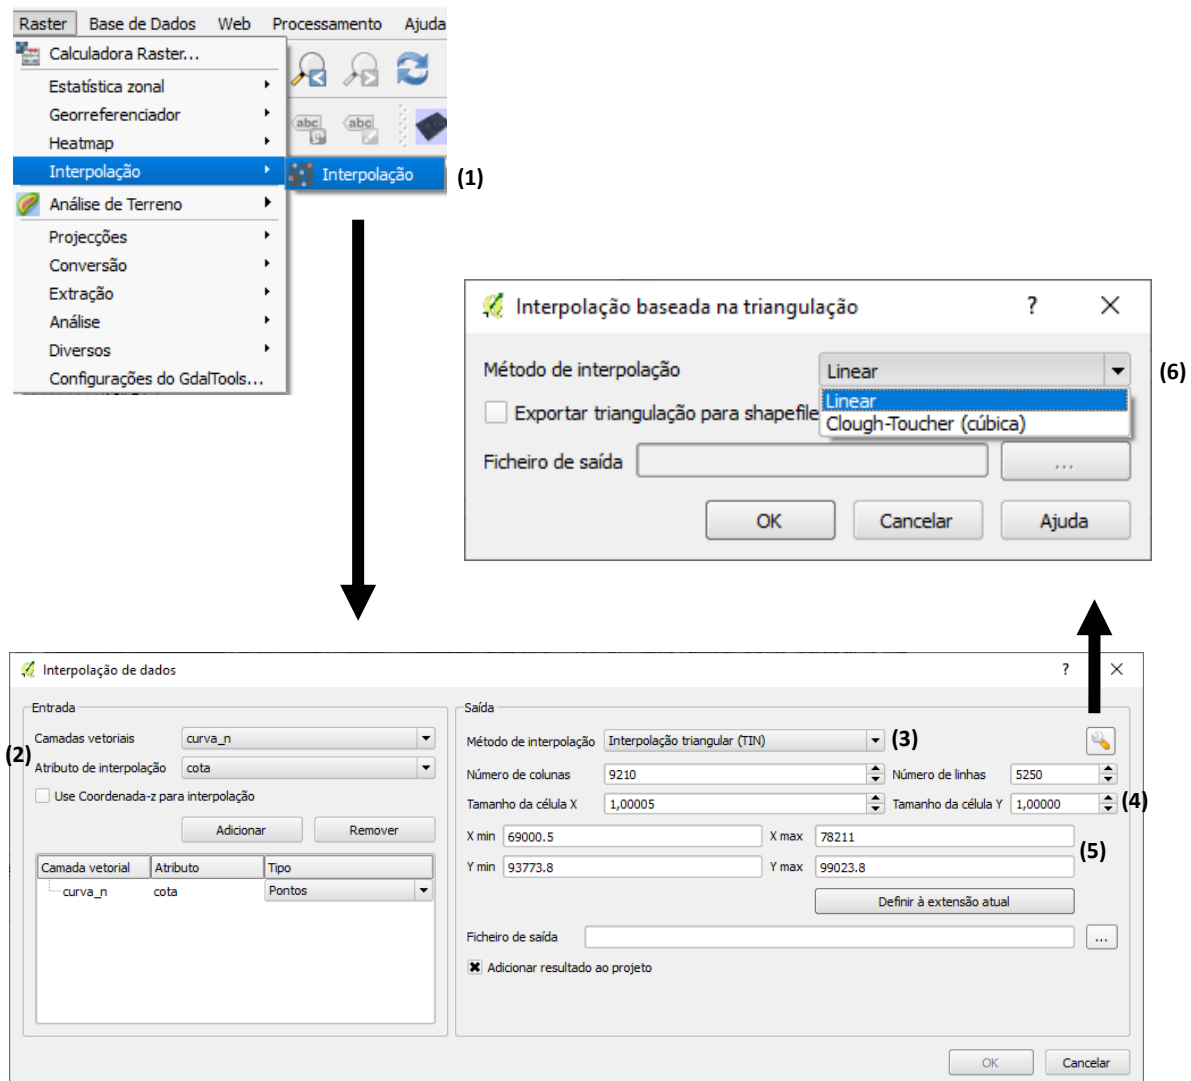 Raster Base de Dados Web Processamento Ajuda
Calculadora Raster...
Estatística zonal
Georreferenciador
abc abc
Heatmap
Interpolação Interpolação (1)
Análise de Terreno
Projecções
Conversão
Extração
Análise
Diversos
Configurações do GdalTools...
Interpolação baseada na triangulação ?
Método de interpolação Linear (6)
Linear
Exportar triangulação para shapefile
Clough-Toucher (cúbica)
Ficheiro de saída ...
OK Cancelar Ajuda
Interpolação de dados ?
Entrada
(2)
Camadas vetoriais curva_n
Atributo de interpolação cota
Use Coordenada-z para interpolação
Adicionar Remover
Camada vetorial Atributo Tipo
curva_n cota Pontos
Saída
Método de interpolação Interpolação triangular (TIN) (3)
Número de colunas 9210 Número de linhas 5250
Tamanho da célula X 1,00005 Tamanho da célula Y 1,00000 (4)
X min 69000.5 X max 78211
(5)
Y min 93773.8 Y max 99023.8
Definir à extensão atual
Ficheiro de saída ...
Adicionar resultado ao projeto
OK Cancelar